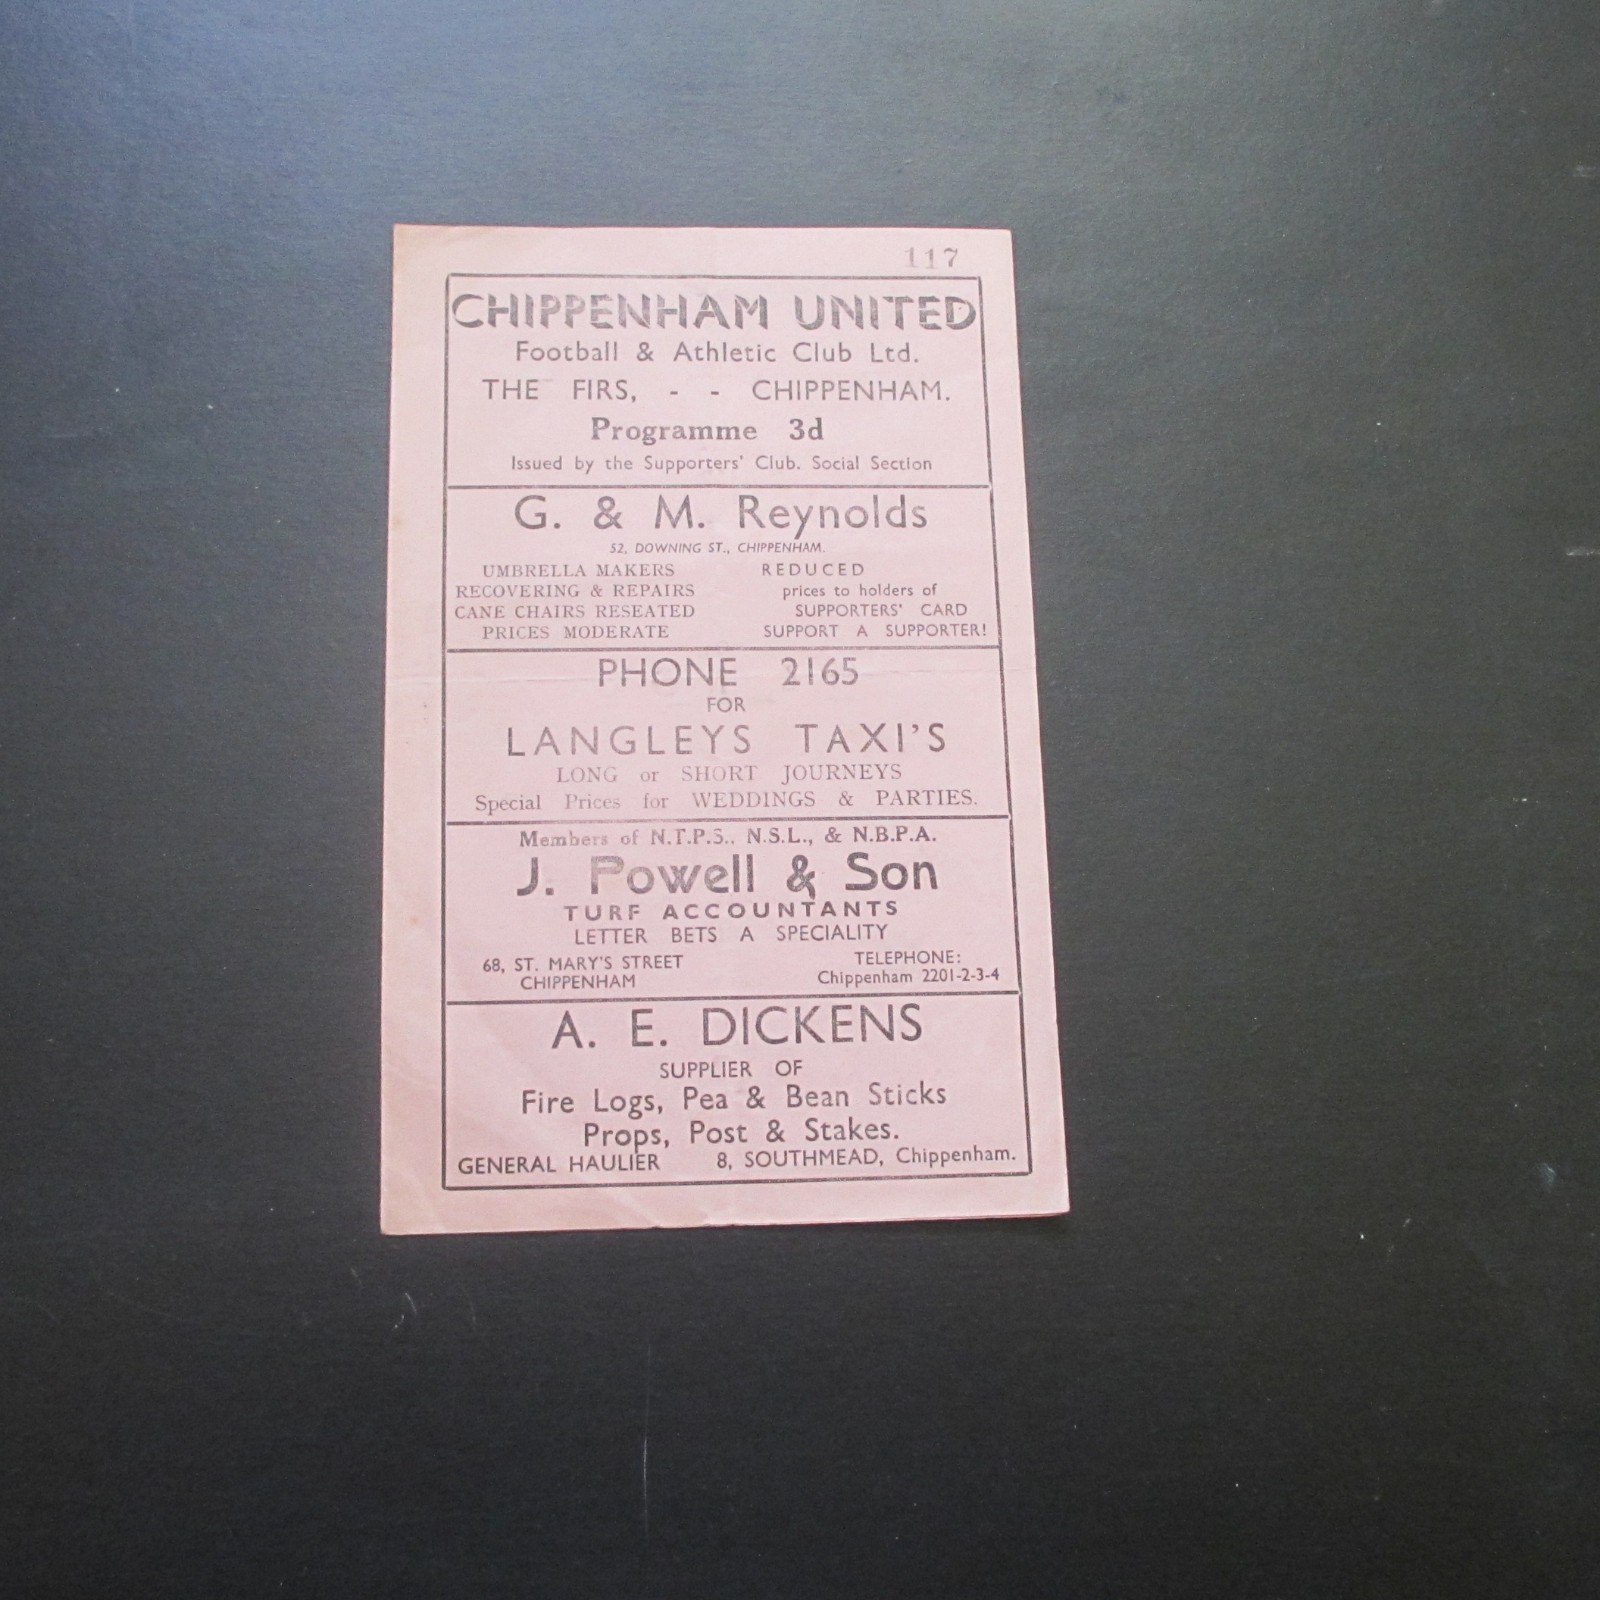 117
CHIPPENHAM UNITED
Football & Athletic Club Ltd.
THE FIRS, - - CHIPPENHAM.
Programme 3d
Issued by the Supporters' Club. Social Section
G. & M. Reynolds
52, DOWNING ST., CHIPPENHAM.
UMBRELLA MAKERS
RECOVERING & REPAIRS
CANE CHAIRS RESEATED
PRICES MODERATE
REDUCED
prices to holders of
SUPPORTERS' CARD
SUPPORT A SUPPORTER!
PHONE 2165
FOR
LANGLEYS TAXI'S
LONG or SHORT JOURNEYS
Special Prices for WEDDINGS & PARTIES.
Members of N.T.P.S., N.S.L., & N.B.P.A.
J. Powell & Son
TURF ACCOUNTANTS
LETTER BETS A SPECIALITY
68, ST. MARY'S STREET
CHIPPENHAM
TELEPHONE:
Chippenham 2201-2-3-4
A. E. DICKENS
SUPPLIER OF
Fire Logs, Pea & Bean Sticks
Props, Post & Stakes.
GENERAL HAULIER 8, SOUTHMEAD, Chippenham.